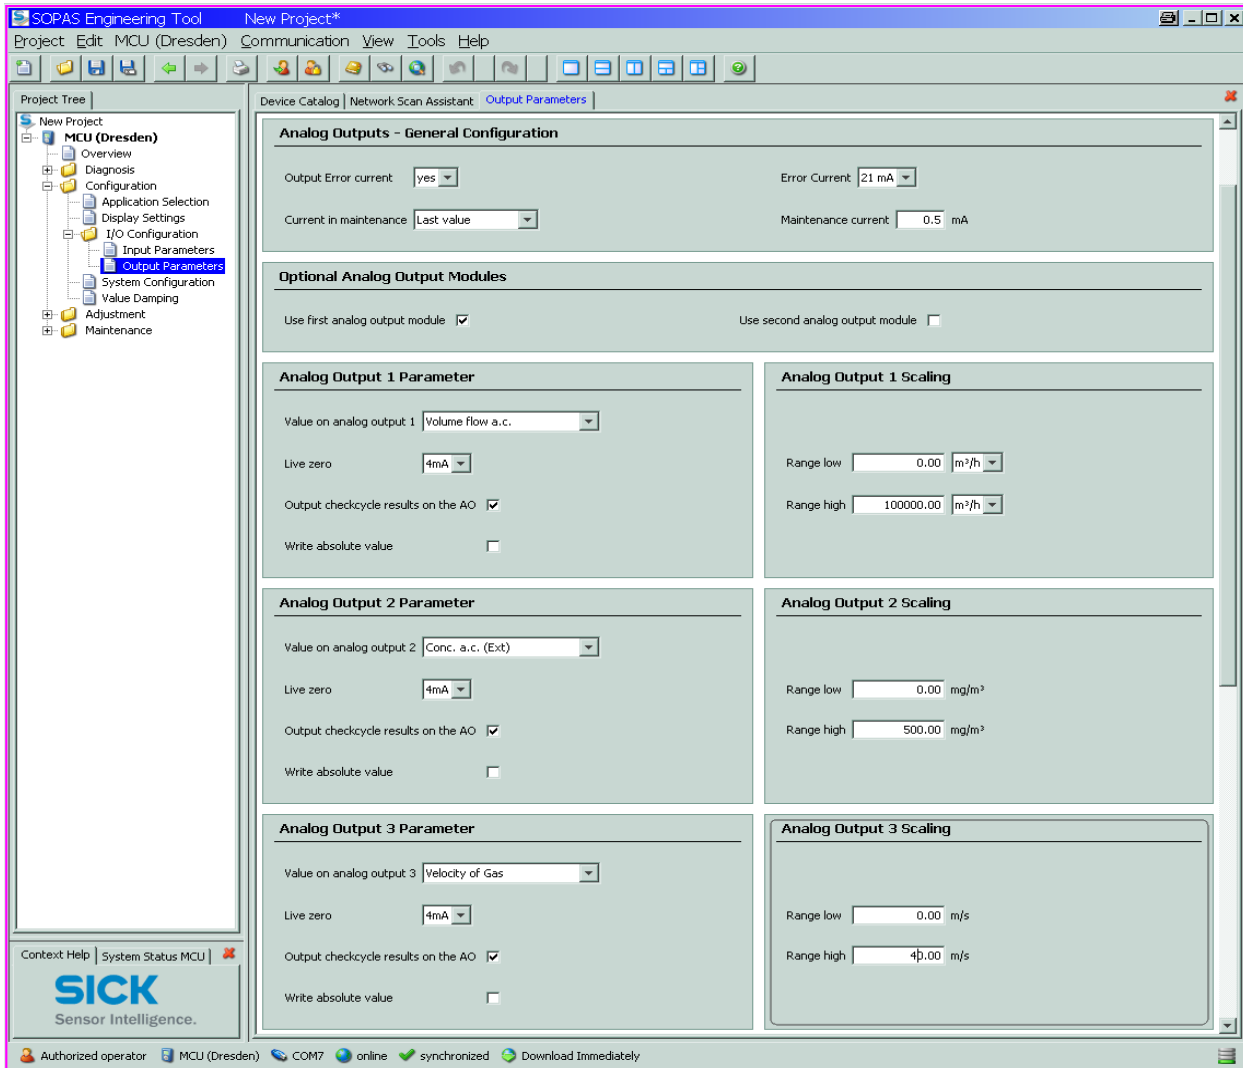 SOPAS Engineering Tool New Project*
Project Edit MCU (Dresden) Communication View Tools Help
Project Tree
New Project
MCU (Dresden)
Overview
Diagnosis
Configuration
Application Selection
Display Settings
I/O Configuration
Input Parameters
Output Parameters
System Configuration
Value Damping
Adjustment
Maintenance
Context Help System Status MCU
SICK
Sensor Intelligence.
Device Catalog Network Scan Assistant Output Parameters
Analog Outputs - General Configuration
Output Error current yes Error Current 21 mA
Current in maintenance Last value Maintenance current 0.5 mA
Optional Analog Output Modules
Use first analog output module Use second analog output module
Analog Output 1 Parameter
Value on analog output 1 Volume flow a.c.
Live zero 4mA
Output checkcycle results on the AO
Write absolute value
Analog Output 1 Scaling
Range low 0.00 m³/h
Range high 100000.00 m³/h
Analog Output 2 Parameter
Value on analog output 2 Conc. a.c. (Ext)
Live zero 4mA
Output checkcycle results on the AO
Write absolute value
Analog Output 2 Scaling
Range low 0.00 mg/m³
Range high 500.00 mg/m³
Analog Output 3 Parameter
Value on analog output 3 Velocity of Gas
Live zero 4mA
Output checkcycle results on the AO
Write absolute value
Analog Output 3 Scaling
Range low 0.00 m/s
Range high 40.00 m/s
Authorized operator MCU (Dresden) COM7 online synchronized Download Immediately